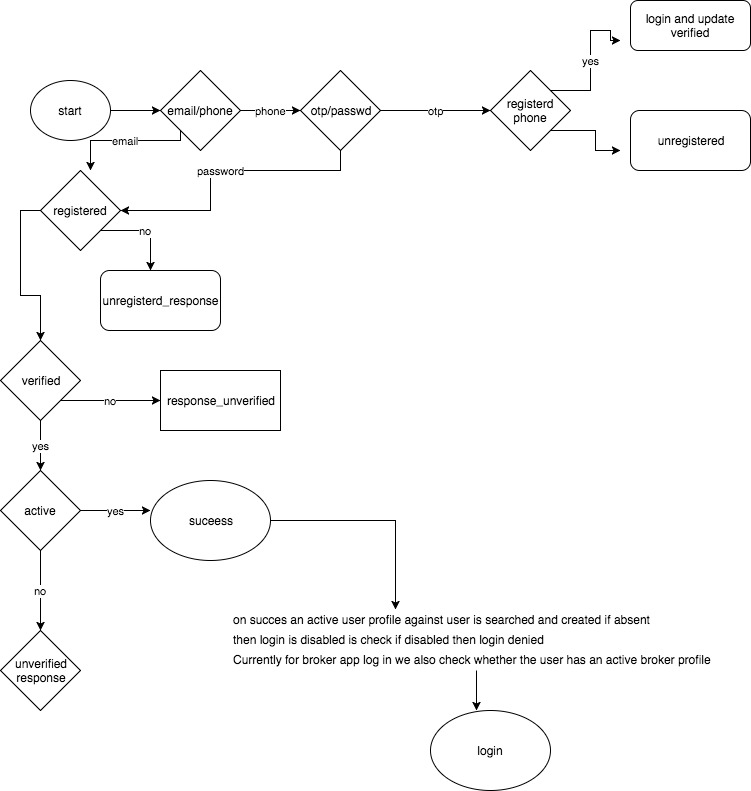 login and update
verified
yes
start
email/phone
phone
otp/passwd
otp
registerd
phone
unregistered
email
password
registered
no
unregisterd_response
verified
no
response_unverified
yes
active
yes
suceess
no
on succes an active user profile against user is searched and created if absent
then login is disabled is check if disabled then login denied
Currently for broker app log in we also check whether the user has an active broker profile
unverified
response
login